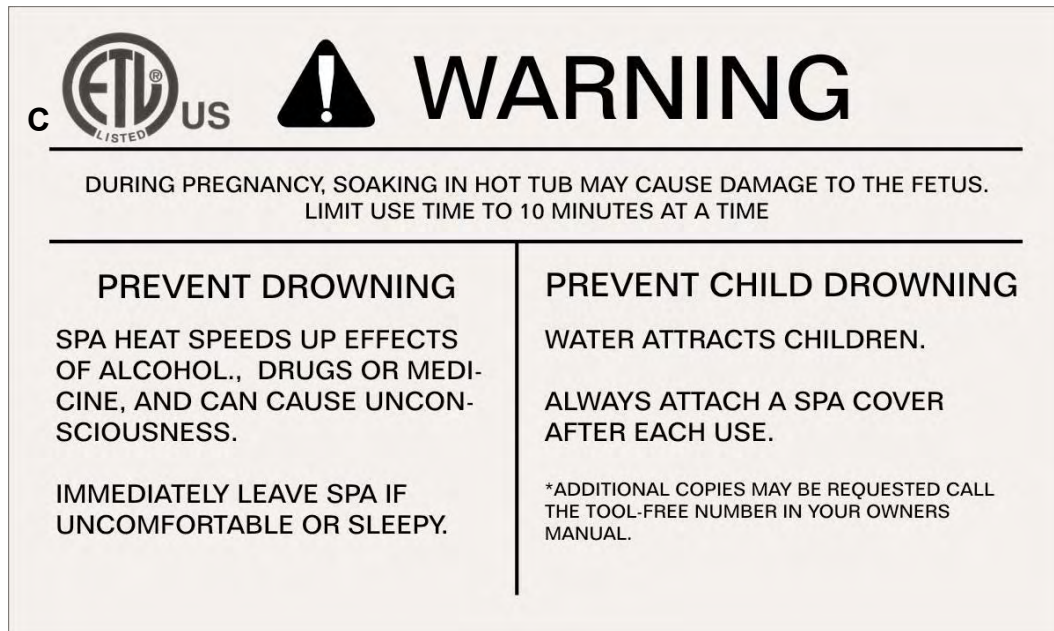 C ETL® US
LISTED
WARNING
DURING PREGNANCY, SOAKING IN HOT TUB MAY CAUSE DAMAGE TO THE FETUS.
LIMIT USE TIME TO 10 MINUTES AT A TIME
PREVENT DROWNING
SPA HEAT SPEEDS UP EFFECTS
OF ALCOHOL.,  DRUGS OR MEDI-
CINE, AND CAN CAUSE UNCON-
SCIOUSNESS.
IMMEDIATELY LEAVE SPA IF
UNCOMFORTABLE OR SLEEPY.
PREVENT CHILD DROWNING
WATER ATTRACTS CHILDREN.
ALWAYS ATTACH A SPA COVER
AFTER EACH USE.
*ADDITIONAL COPIES MAY BE REQUESTED CALL
THE TOOL-FREE NUMBER IN YOUR OWNERS
MANUAL.